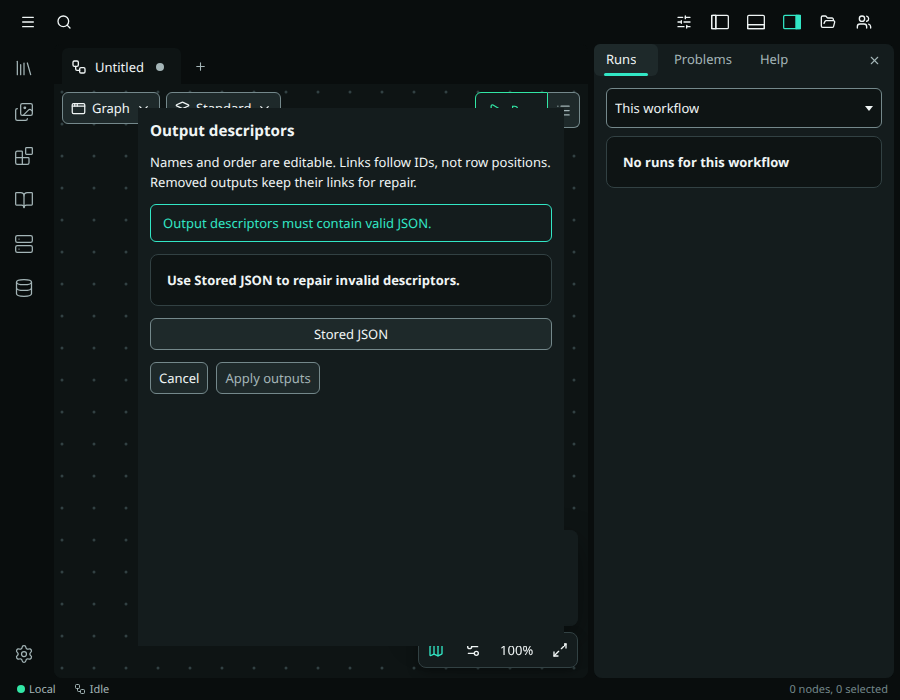 Untitled
Runs
Problems
Help
Graph
This workflow
Output descriptors
Names and order are editable. Links follow IDs, not row positions.
Removed outputs keep their links for repair.
No runs for this workflow
Output descriptors must contain valid JSON.
Use Stored JSON to repair invalid descriptors.
Stored JSON
Cancel
Apply outputs
100%
Local
Idle
0 nodes, 0 selected